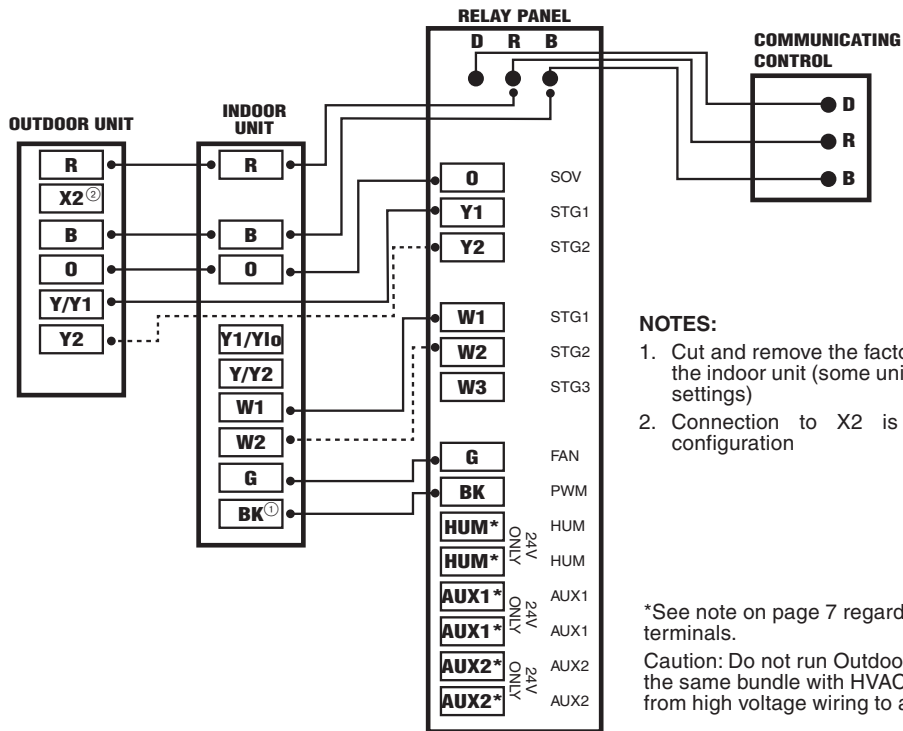 RELAY PANEL
D R B
COMMUNICATING
CONTROL
D
R
B
OUTDOOR UNIT
R
X2②
B
O
Y/Y1
Y2
INDOOR
UNIT
R
B
O
Y1/Ylo
Y/Y2
W1
W2
G
BK①
O SOV
Y1 STG1
Y2 STG2
W1 STG1
W2 STG2
W3 STG3
G FAN
BK PWM
HUM* HUM
HUM* HUM
24V
ONLY
AUX1* AUX1
AUX1* AUX1
24V
ONLY
AUX2* AUX2
AUX2* AUX2
24V
ONLY
NOTES:
1. Cut and remove the facto
the indoor unit (some uni
settings)
2. Connection to X2 is
configuration
*See note on page 7 regard
terminals.
Caution: Do not run Outdoo
the same bundle with HVAC
from high voltage wiring to a